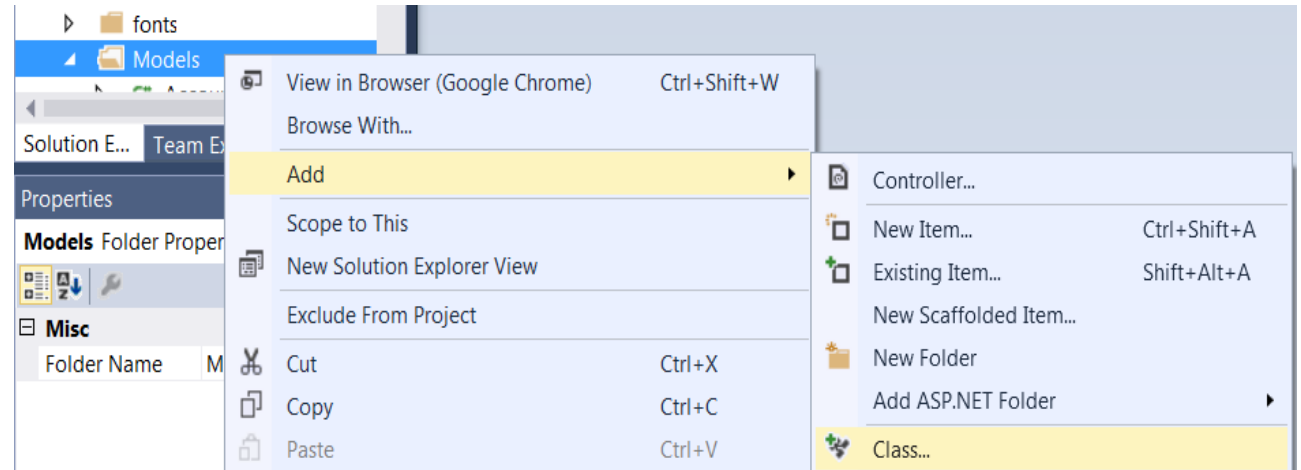 fonts
Models
Solution E... Team Ex
Properties
Models Folder Proper
Misc
Folder Name M
View in Browser (Google Chrome) Ctrl+Shift+W
Browse With...
Add
Scope to This
New Solution Explorer View
Exclude From Project
Cut Ctrl+X
Copy Ctrl+C
Paste Ctrl+V
Controller...
New Item... Ctrl+Shift+A
Existing Item... Shift+Alt+A
New Scaffolded Item...
New Folder
Add ASP.NET Folder
Class...